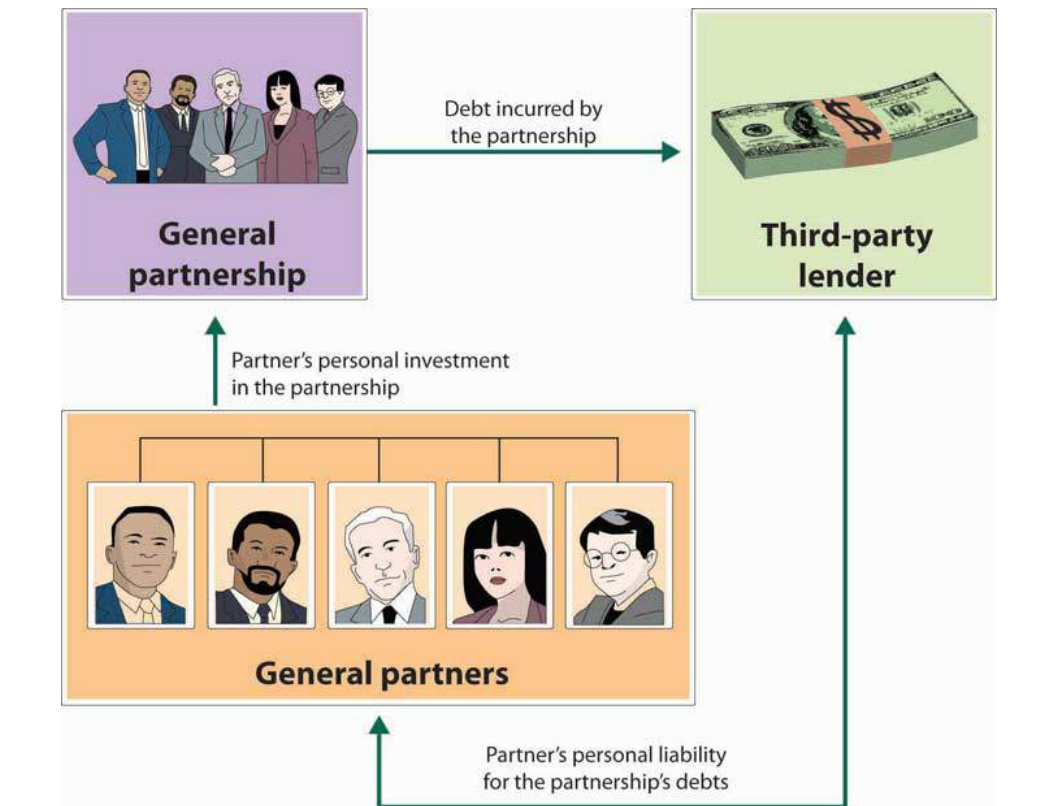 Debt incurred by
the partnership
General
partnership
Third-party
lender
Partner’s personal investment
in the partnership
General partners
Partner’s personal liability
for the partnership’s debts